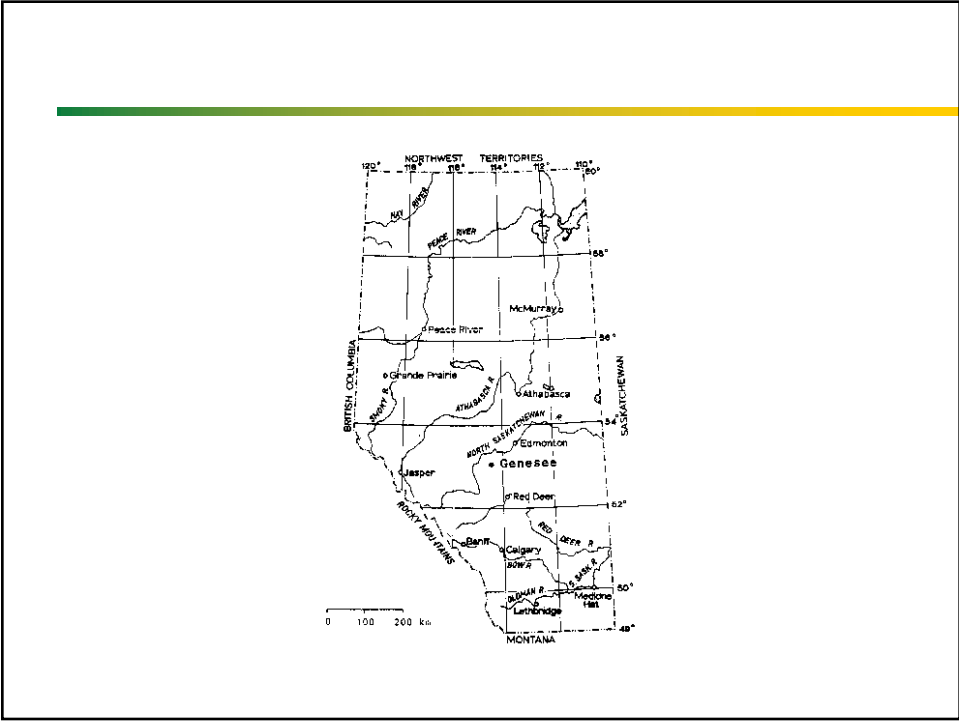 NORTHWEST TERRITORIES
120° 118° 116° 114° 112° 110°
60°
HAY RIVER
PEACE RIVER
58°
McMurray
Peace River
56°
BRITISH COLUMBIA
Grande Prairie
SMOKY R.
ATHABASCA R.
Athabasca
SASKATCHEWAN
54°
NORTH SASKATCHEWAN R.
Edmonton
Genesee
Jasper
Red Deer
52°
ROCKY MOUNTAINS
RED DEER R.
Banff
Calgary
BOW R.
S. SASK. R.
50°
OLDMAN R.
Medicine
Hat
Lethbridge
0 100 200 km
49°
MONTANA